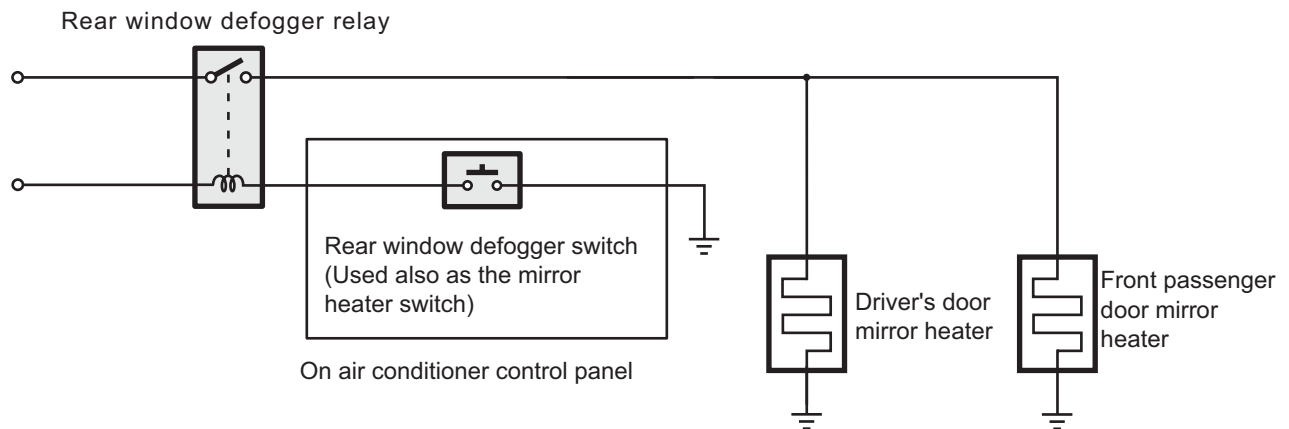 Rear window defogger relay
Rear window defogger switch
(Used also as the mirror
heater switch)
On air conditioner control panel
Driver's door
mirror heater
Front passenger
door mirror
heater